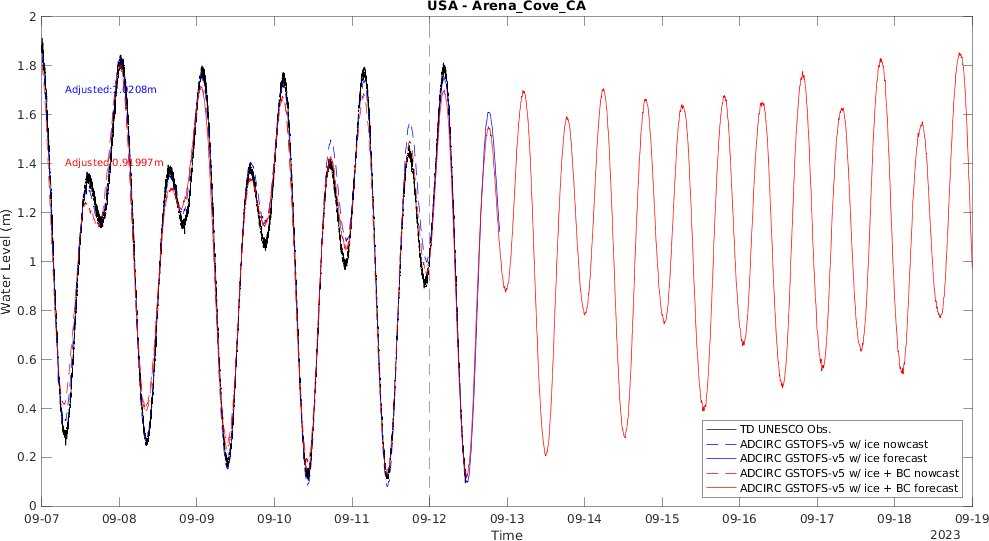 USA - Arena_Cove_CA
2
1.8
1.6
1.4
1.2
1
0.8
0.6
0.4
0.2
0
Water Level (m)
Adjusted:1.0208m
Adjusted:0.91997m
TD UNESCO Obs.
ADCIRC GSTOFS-v5 w/ ice nowcast
ADCIRC GSTOFS-v5 w/ ice forecast
ADCIRC GSTOFS-v5 w/ ice + BC nowcast
ADCIRC GSTOFS-v5 w/ ice + BC forecast
09-07 09-08 09-09 09-10 09-11 09-12 09-13 09-14 09-15 09-16 09-17 09-18 09-19
Time
2023